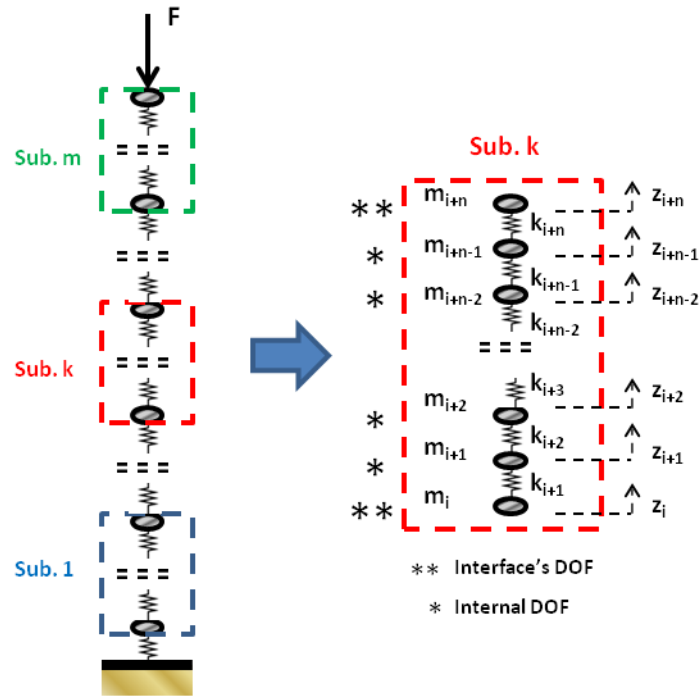 F
Sub. m
Sub. k
Sub. 1
Sub. k
** m_{i+n} k_{i+n} z_{i+n}
* m_{i+n-1} k_{i+n-1} z_{i+n-1}
* m_{i+n-2} k_{i+n-2} z_{i+n-2}
k_{i+3}
* m_{i+2} k_{i+2} z_{i+2}
* m_{i+1} k_{i+1} z_{i+1}
** m_i z_i
** Interface's DOF
* Internal DOF